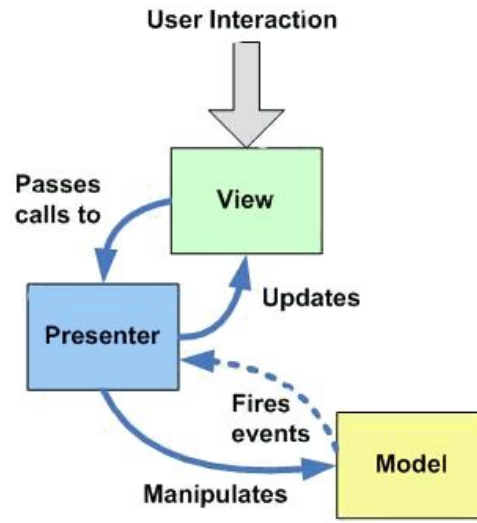 User Interaction
View
Passes
calls to
Updates
Presenter
Fires
events
Model
Manipulates